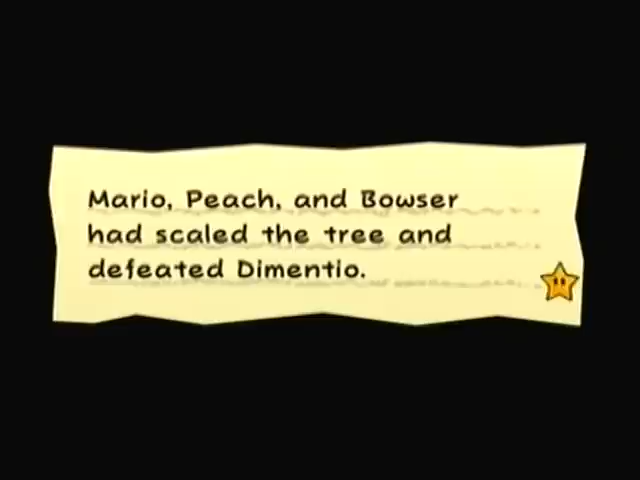 Mario, Peach, and Bowser
had scaled the tree and
defeated Dimentio.